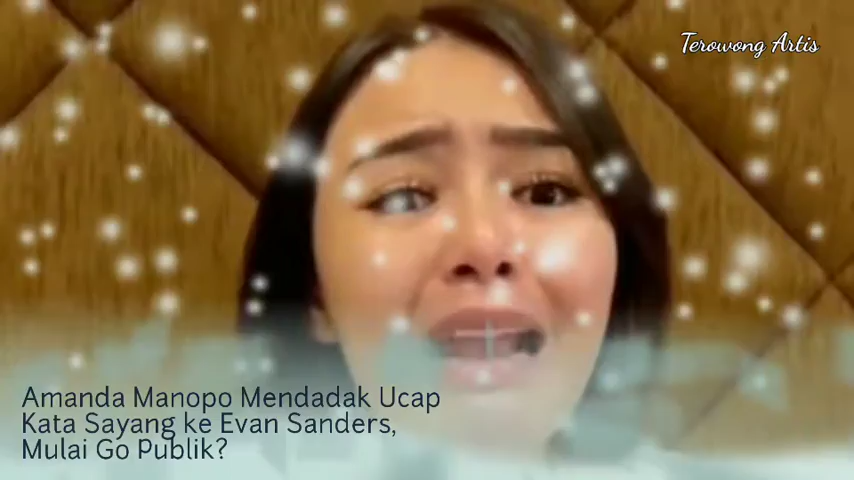 Terowong Artis
Amanda Manopo Mendadak Ucap
Kata Sayang ke Evan Sanders,
Mulai Go Publik?